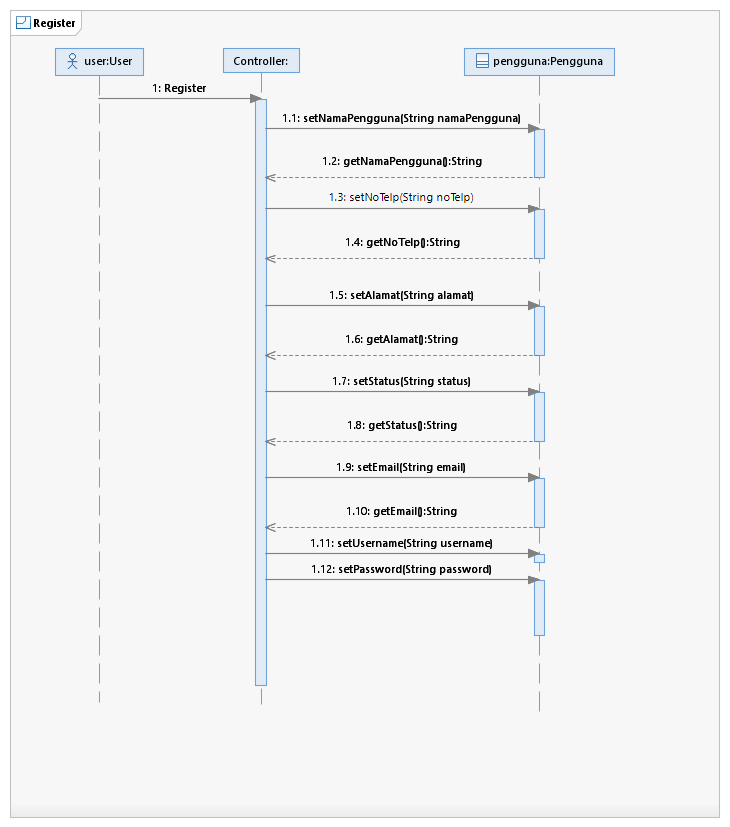 Register
user:User
Controller:
pengguna:Pengguna
1: Register
1.1: setNamaPengguna(String namaPengguna)
1.2: getNamaPengguna():String
1.3: setNoTelp(String noTelp)
1.4: getNoTelp():String
1.5: setAlamat(String alamat)
1.6: getAlamat():String
1.7: setStatus(String status)
1.8: getStatus():String
1.9: setEmail(String email)
1.10: getEmail():String
1.11: setUsername(String username)
1.12: setPassword(String password)